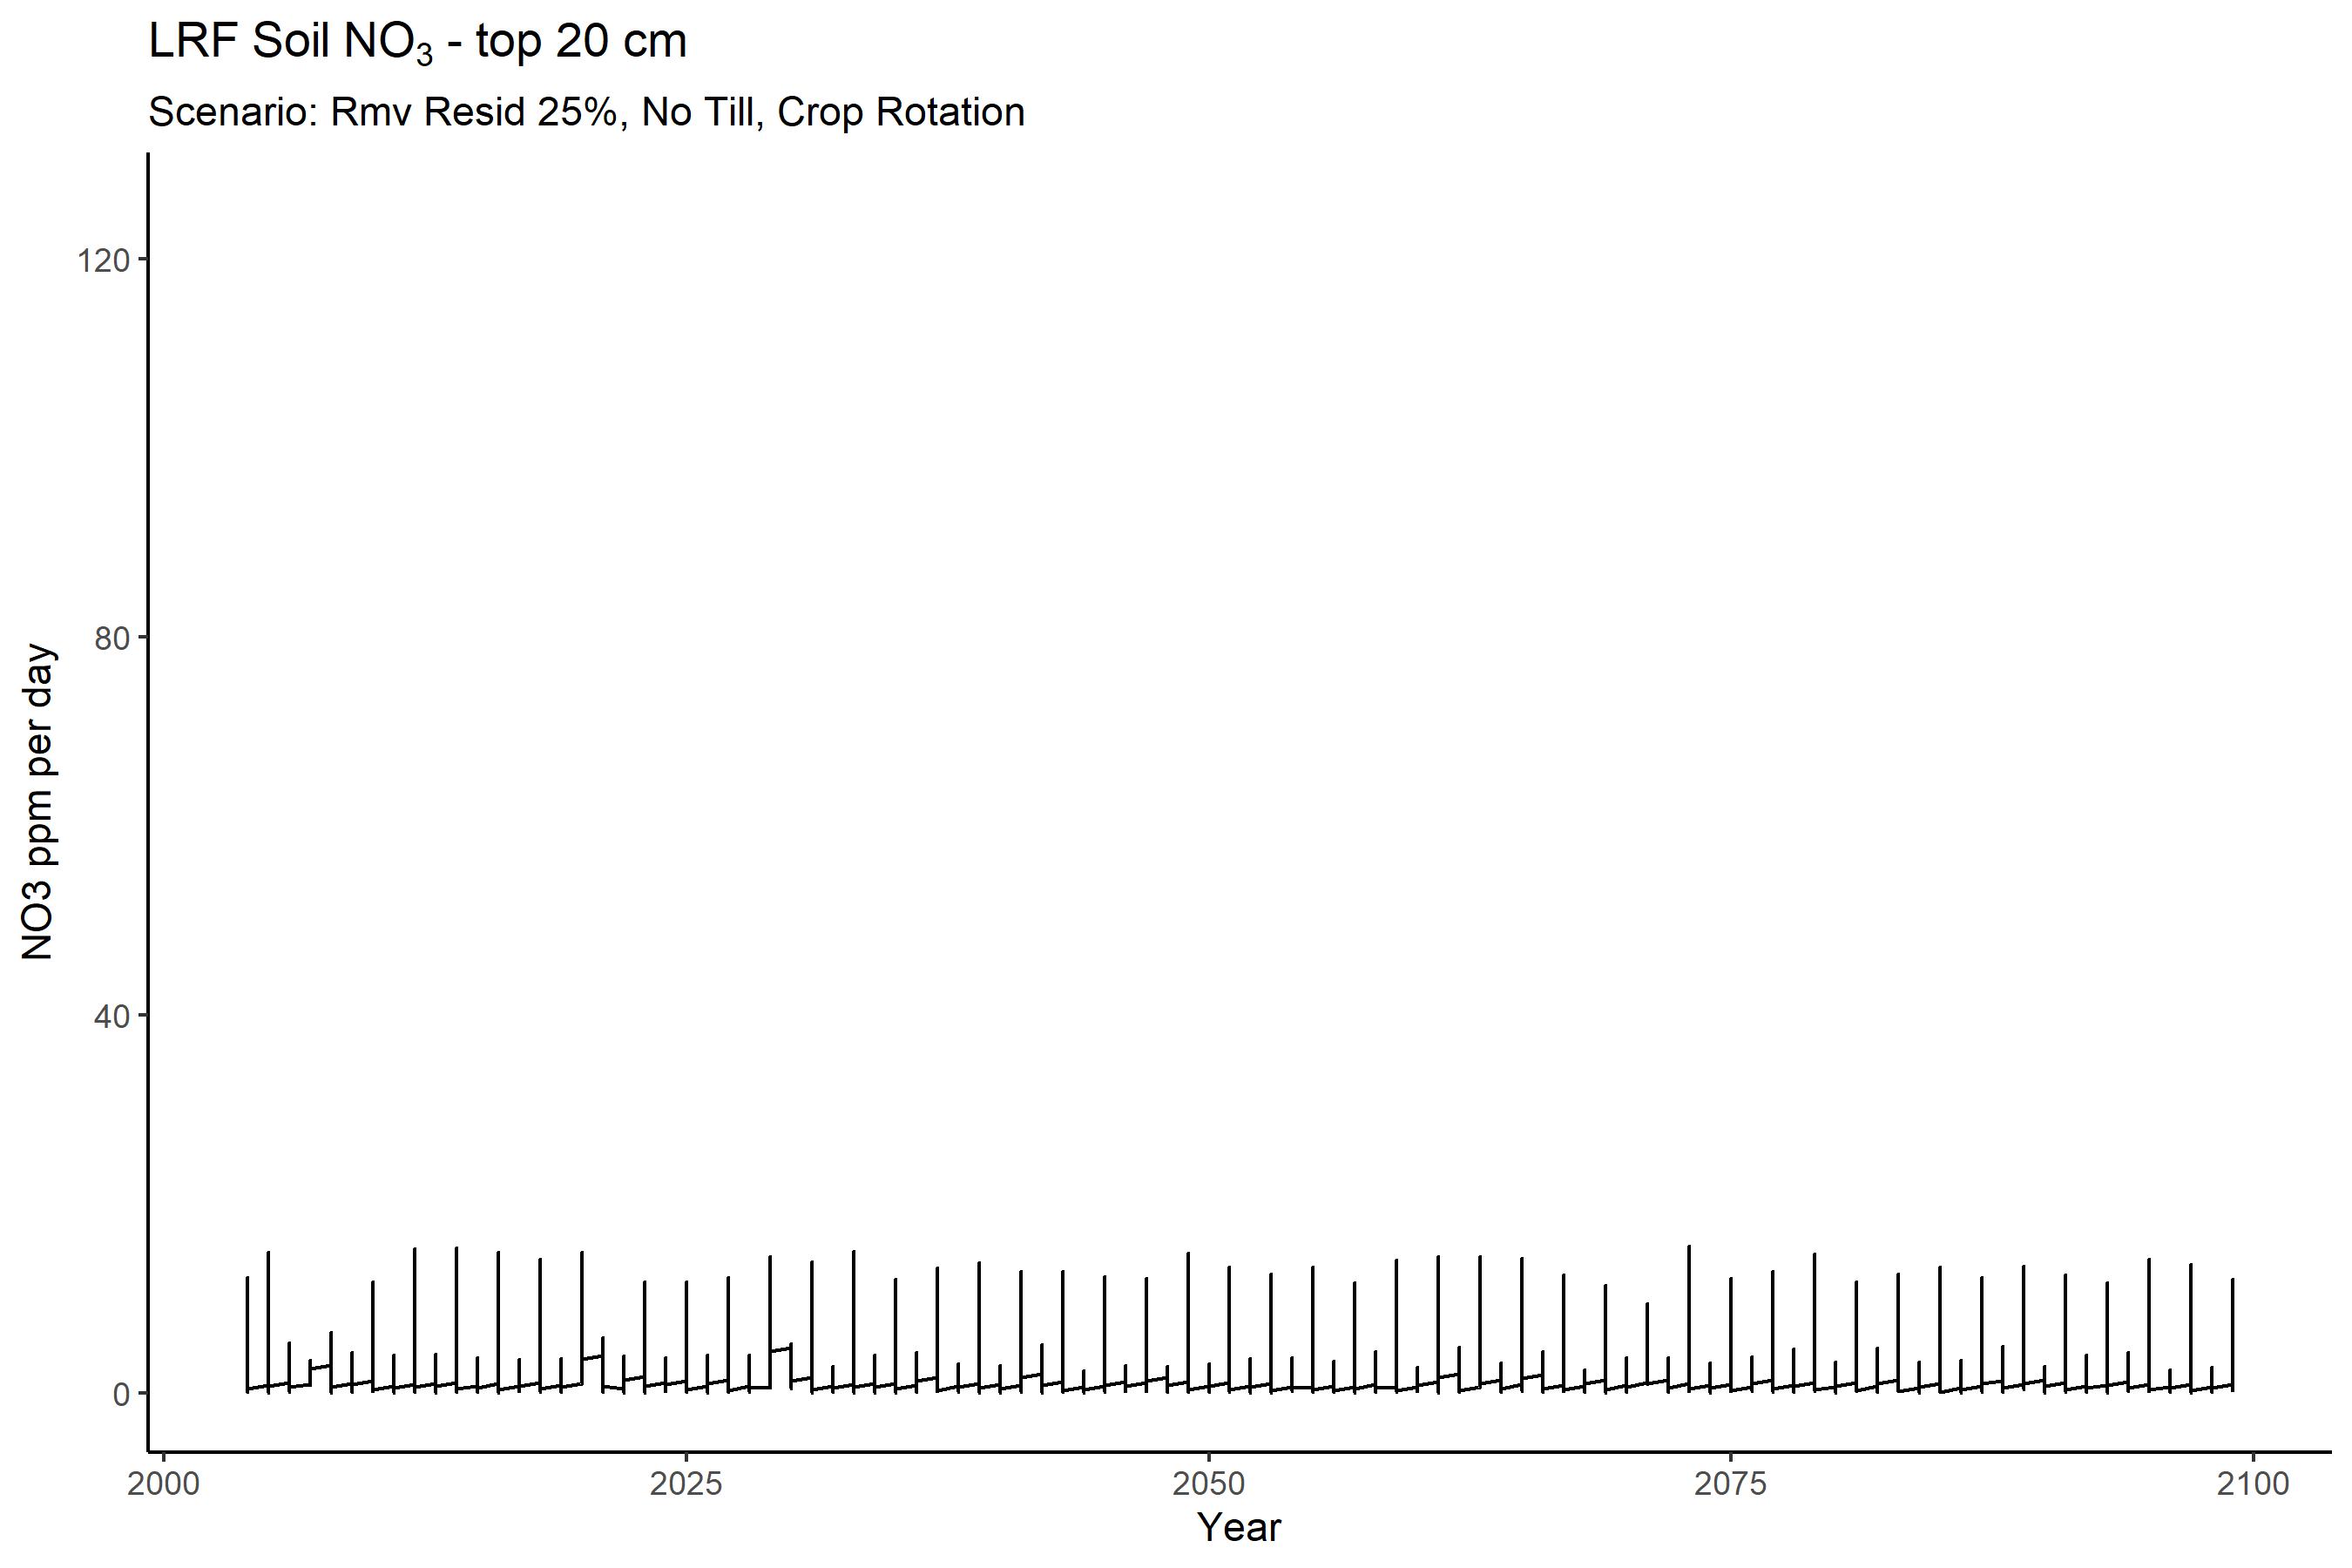 LRF Soil NO₃ - top 20 cm
Scenario: Rmv Resid 25%, No Till, Crop Rotation
NO3 ppm per day
120
80
40
0
2000 2025 2050 2075 2100
Year